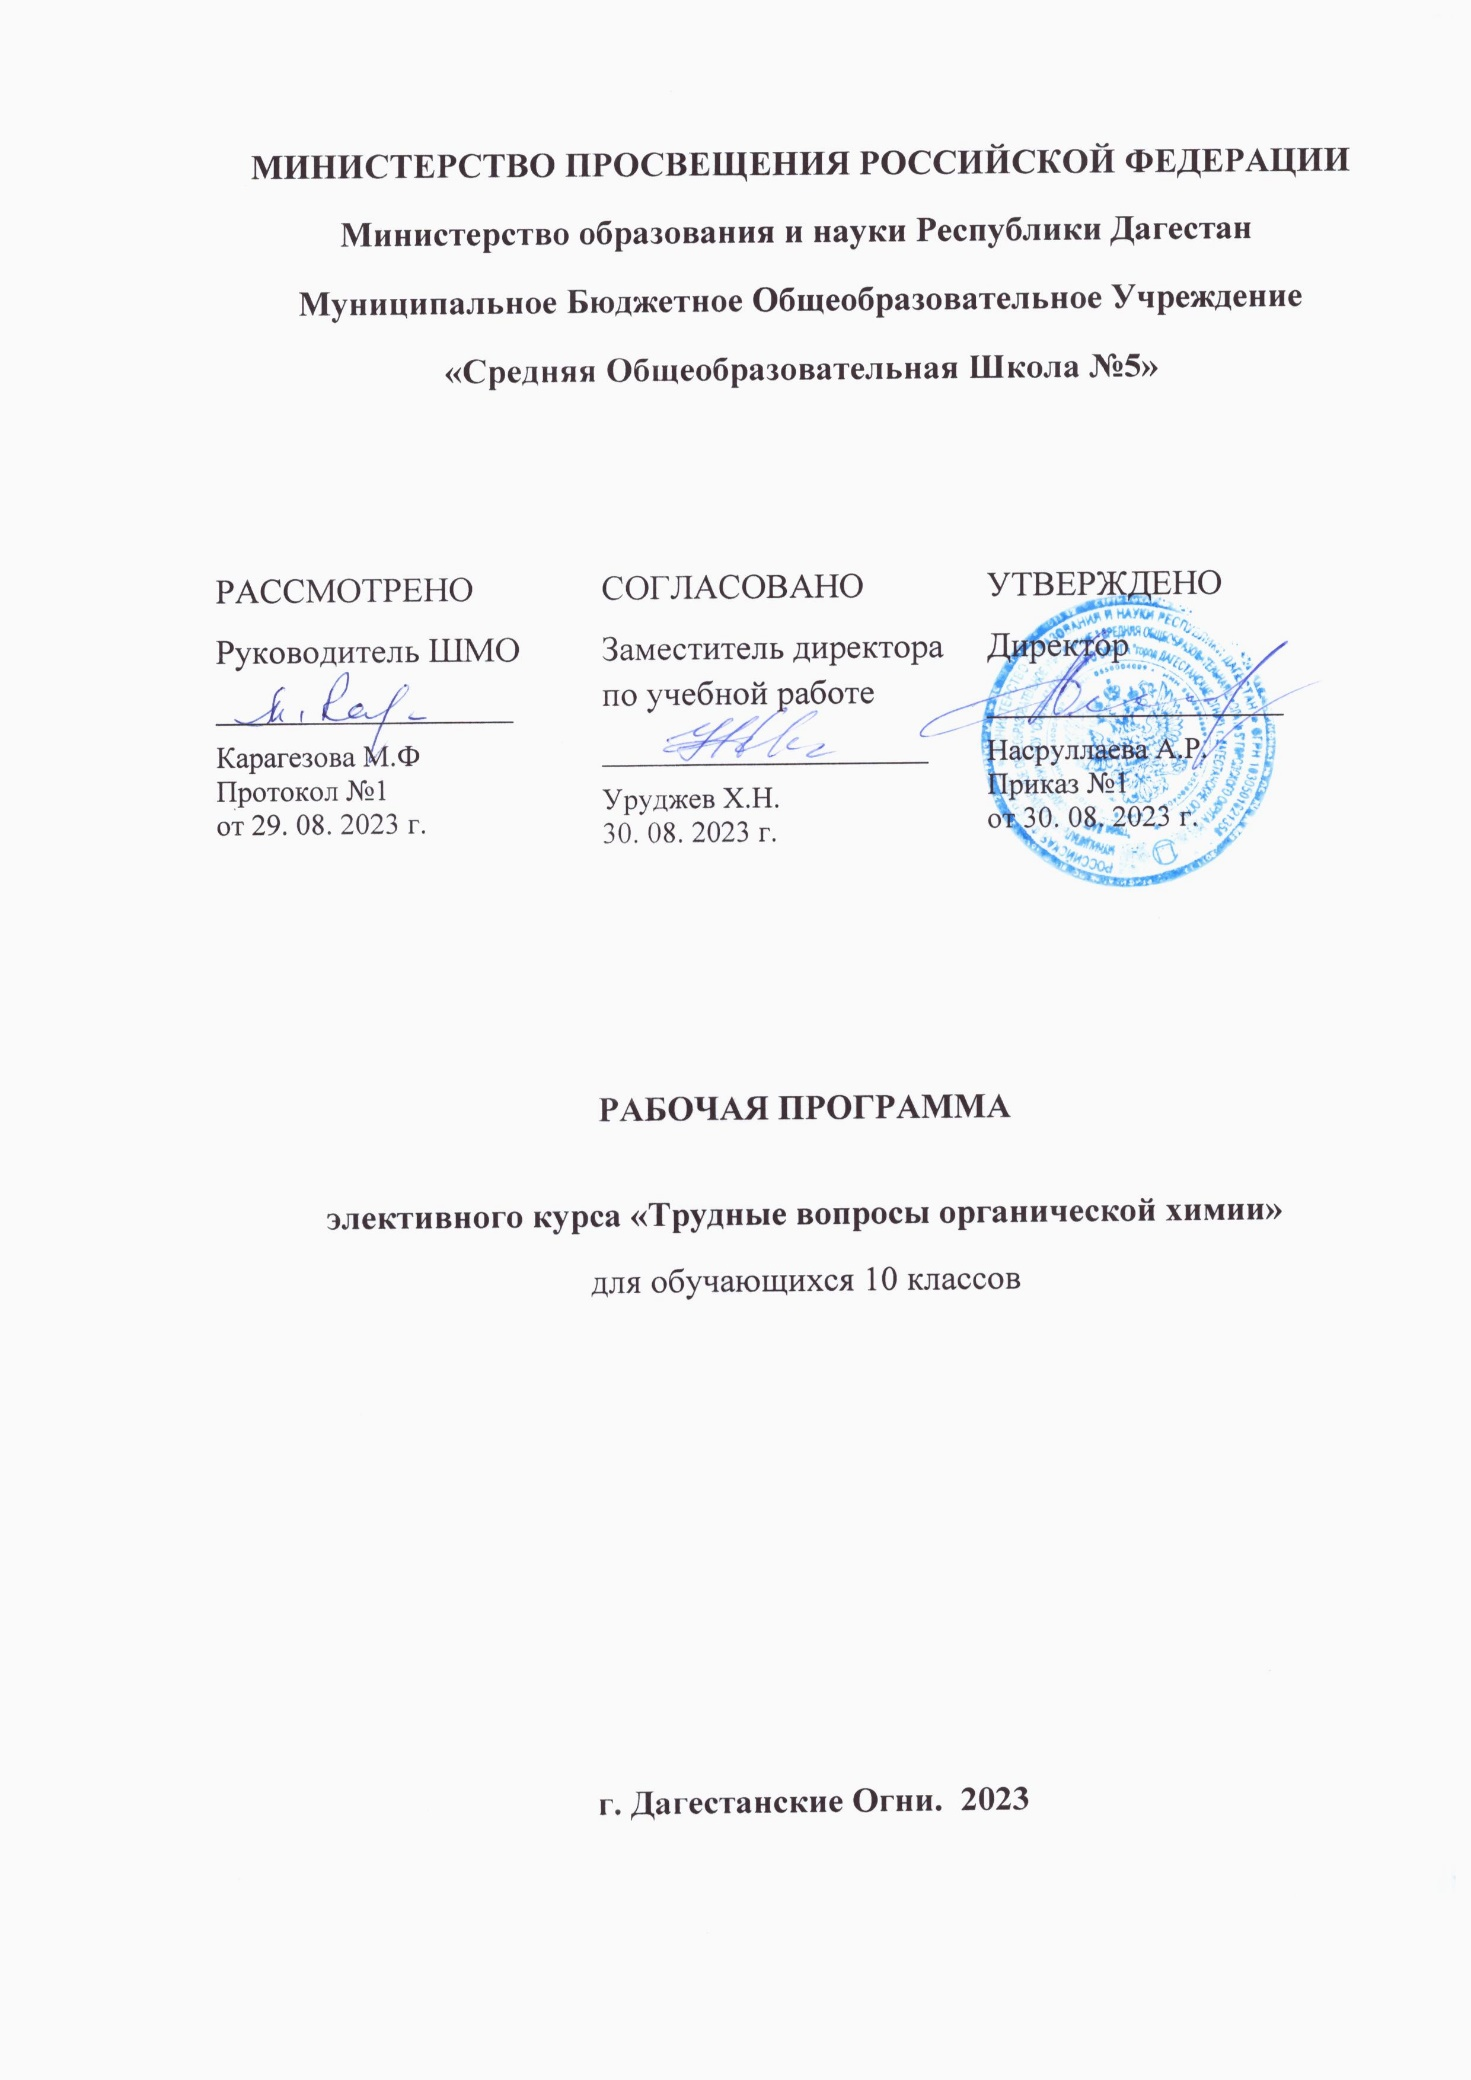 МИНИСТЕРСТВО ПРОСВЕЩЕНИЯ РОССИЙСКОЙ ФЕДЕРАЦИИ
Министерство образования и науки Республики Дагестан
Муниципальное Бюджетное Общеобразовательное Учреждение
«Средняя Общеобразовательная Школа №5»
РАССМОТРЕНО
Руководитель ШМО
Карагезова М.Ф
Протокол №1
от 29. 08. 2023 г.
СОГЛАСОВАНО
Заместитель директора
по учебной работе
Уруджев Х.Н.
30. 08. 2023 г.
УТВЕРЖДЕНО
Директор
Насруллаева А.Р.
Приказ №1
от 30. 08. 2023 г.
РАБОЧАЯ ПРОГРАММА
элективного курса «Трудные вопросы органической химии»
для обучающихся 10 классов
г. Дагестанские Огни.  2023